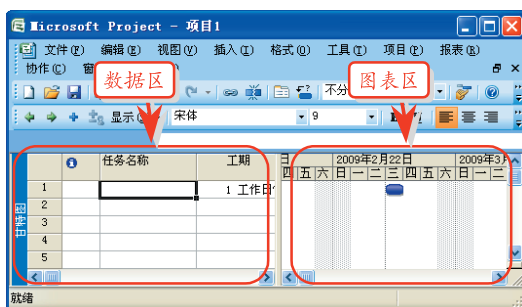 Microsoft Project - 项目1
文件(F) 编辑(E) 视图(V) 插入(I) 格式(O) 工具(T) 项目(P) 报表(R)
协作(C) 窗
数据区
图表区
不分
显示 宋体 9
任务名称 工期 2009年2月22日 2009年3月
四 五 六 日 一 二 三 四 五 六 日 一 二
1 1 工作日
2
3
4
5
就绪